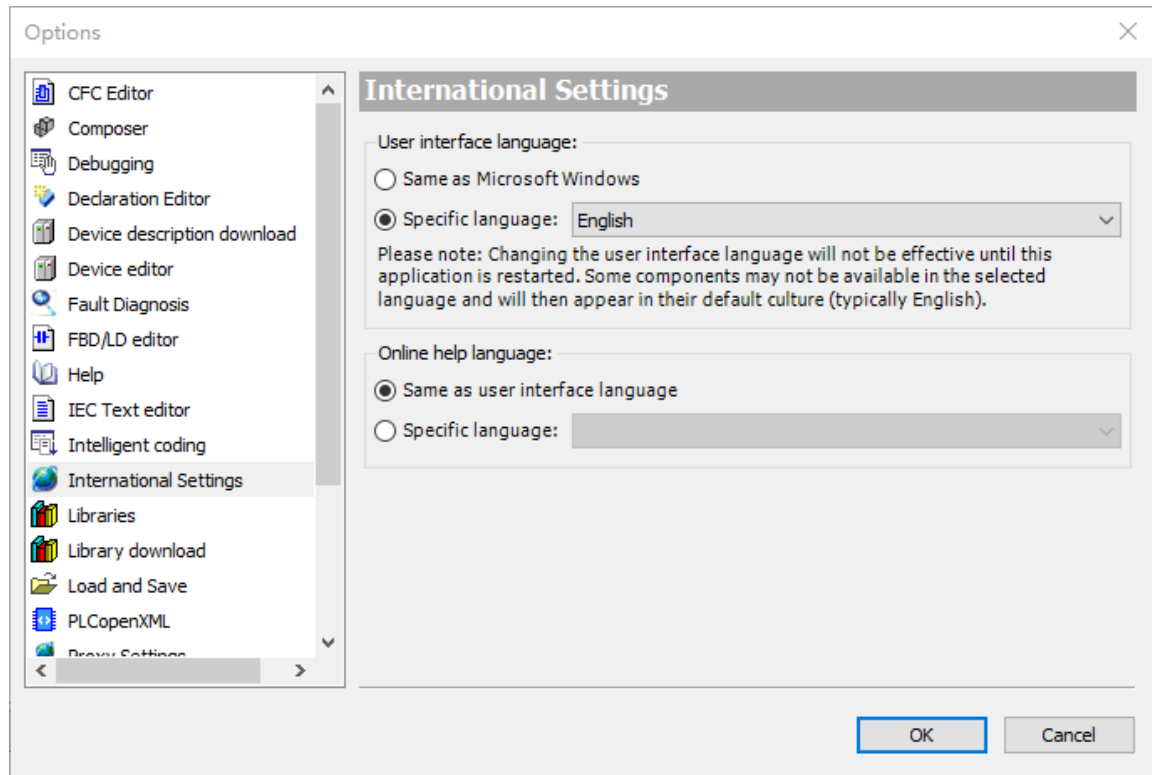 Options
CFC Editor
Composer
Debugging
Declaration Editor
Device description download
Device editor
Fault Diagnosis
FBD/LD editor
Help
IEC Text editor
Intelligent coding
International Settings
Libraries
Library download
Load and Save
PLCopenXML
Proxy Settings
International Settings
User interface language:
Same as Microsoft Windows
Specific language: English
Please note: Changing the user interface language will not be effective until this
application is restarted. Some components may not be available in the selected
language and will then appear in their default culture (typically English).
Online help language:
Same as user interface language
Specific language:
OK Cancel